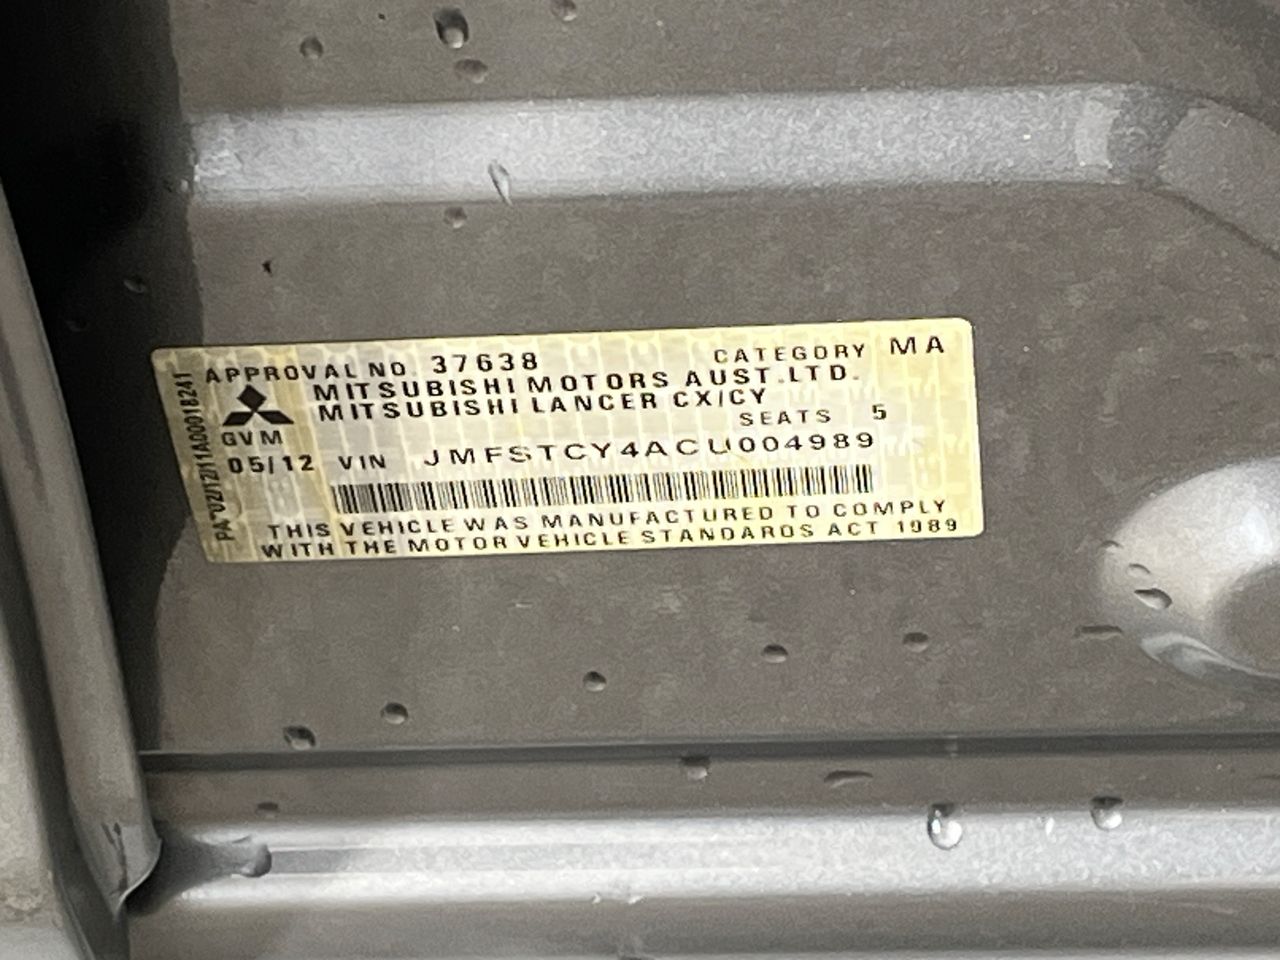 APPROVAL NO. 37638 CATEGORY MA
MITSUBISHI MOTORS AUST. LTD.
MITSUBISHI LANCER CX/CY
SEATS 5
GVM
05/12 VIN JMFSTCY4ACU004989
THIS VEHICLE WAS MANUFACTURED TO COMPLY
WITH THE MOTOR VEHICLE STANDARDS ACT 1989